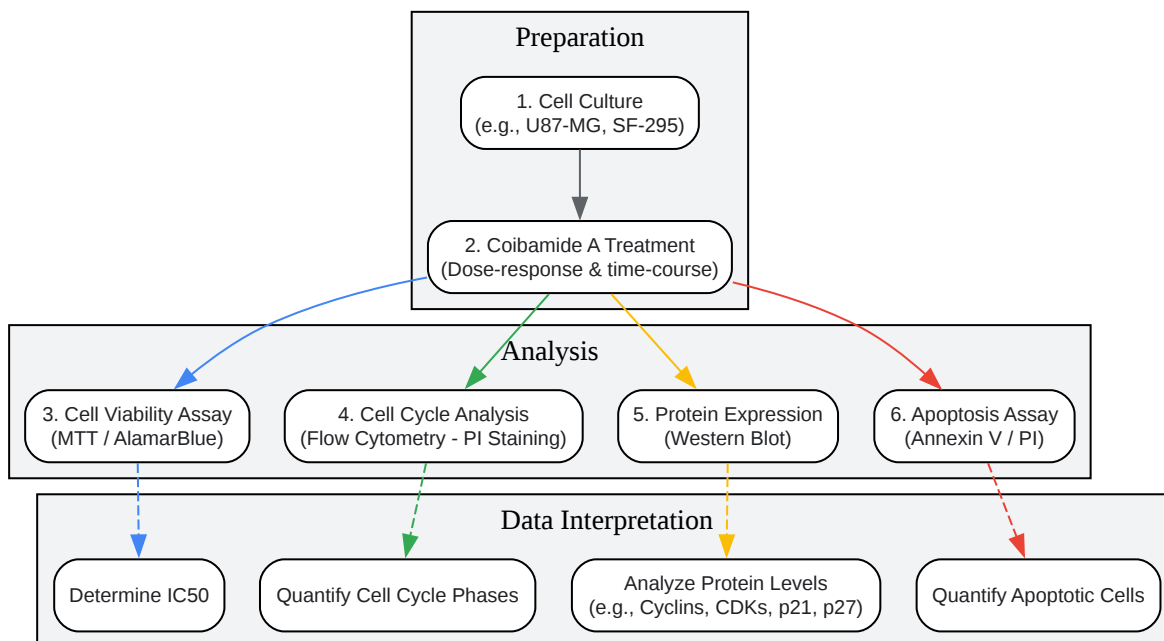 Preparation
1. Cell Culture
(e.g., U87-MG, SF-295)
2. Coibamide A Treatment
(Dose-response & time-course)
Analysis
3. Cell Viability Assay
(MTT / AlamarBlue)
4. Cell Cycle Analysis
(Flow Cytometry - PI Staining)
5. Protein Expression
(Western Blot)
6. Apoptosis Assay
(Annexin V / PI)
Data Interpretation
Determine IC50
Quantify Cell Cycle Phases
Analyze Protein Levels
(e.g., Cyclins, CDKs, p21, p27)
Quantify Apoptotic Cells